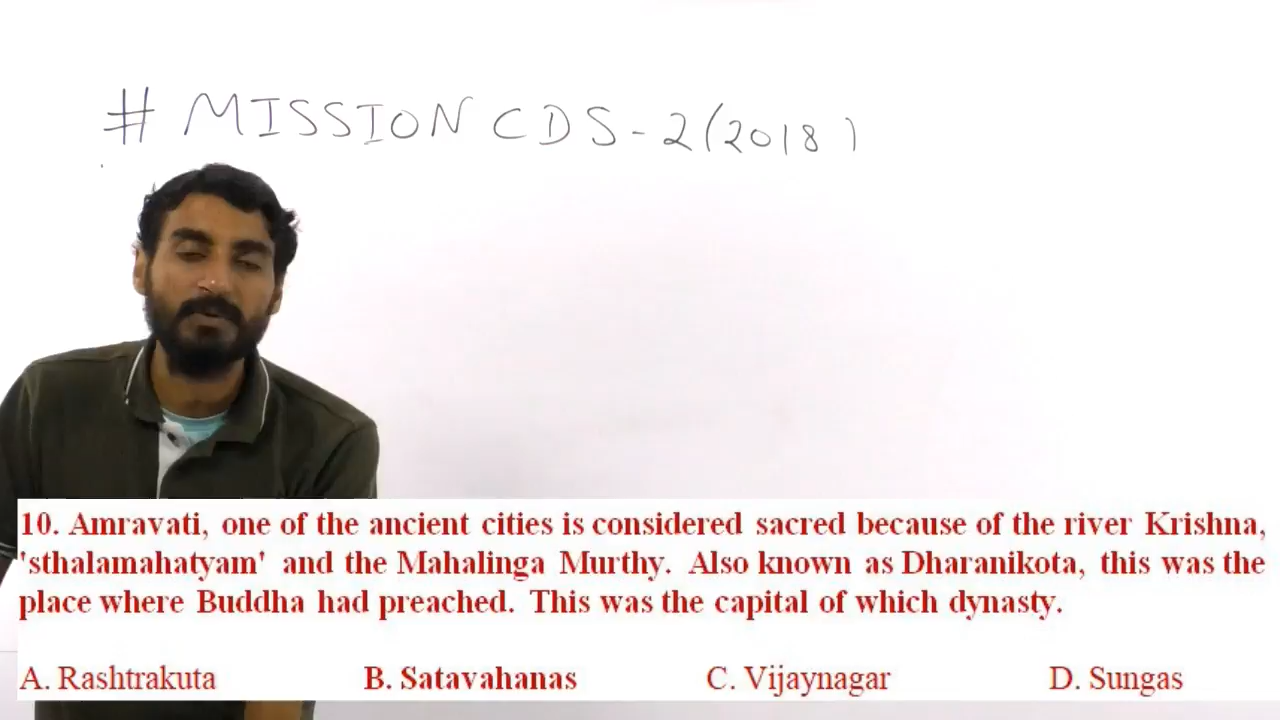 # MISSION CDS-2(2018)
10. Amravati, one of the ancient cities is considered sacred because of the river Krishna,
'sthalamahatyam' and the Mahalinga Murthy. Also known as Dharanikota, this was the
place where Buddha had preached. This was the capital of which dynasty.
A. Rashtrakuta B. Satavahanas C. Vijaynagar D. Sungas